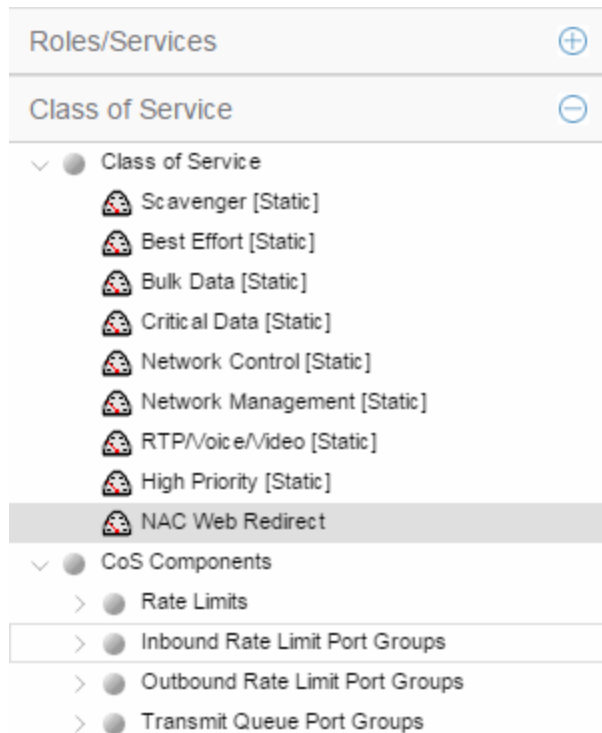 Roles/Services
Class of Service
Class of Service
Scavenger [Static]
Best Effort [Static]
Bulk Data [Static]
Critical Data [Static]
Network Control [Static]
Network Management [Static]
RTP/Voice/Video [Static]
High Priority [Static]
NAC Web Redirect
CoS Components
Rate Limits
Inbound Rate Limit Port Groups
Outbound Rate Limit Port Groups
Transmit Queue Port Groups